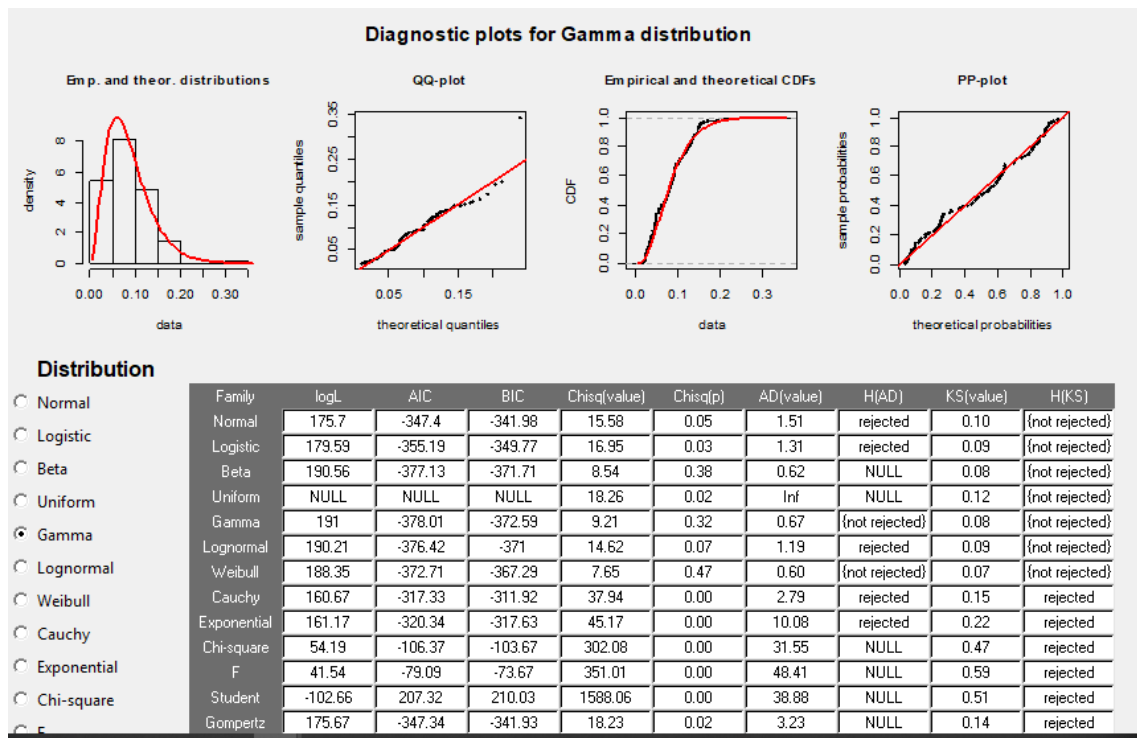 Diagnostic plots for Gamma distribution
Emp. and theor. distributions
QQ-plot
Empirical and theoretical CDFs
PP-plot
density
0 2 4 6 8
0.00 0.10 0.20 0.30
data
sample quantiles
0.05 0.15 0.25 0.35
0.05 0.15
theoretical quantiles
CDF
0.0 0.2 0.4 0.6 0.8 1.0
0.0 0.1 0.2 0.3
data
sample probabilities
0.0 0.2 0.4 0.6 0.8 1.0
0.0 0.2 0.4 0.6 0.8 1.0
theoretical probabilities
Distribution
Normal
Logistic
Beta
Uniform
Gamma
Lognormal
Weibull
Cauchy
Exponential
Chi-square
Family logL AIC BIC Chisq(value) Chisq(p) AD(value) H(AD) KS(value) H(KS)
Normal 175.7 -347.4 -341.98 15.58 0.05 1.51 rejected 0.10 {not rejected}
Logistic 179.59 -355.19 -349.77 16.95 0.03 1.31 rejected 0.09 {not rejected}
Beta 190.56 -377.13 -371.71 8.54 0.38 0.62 NULL 0.08 {not rejected}
Uniform NULL NULL NULL 18.26 0.02 Inf NULL 0.12 {not rejected}
Gamma 191 -378.01 -372.59 9.21 0.32 0.67 {not rejected} 0.08 {not rejected}
Lognormal 190.21 -376.42 -371 14.62 0.07 1.19 rejected 0.09 {not rejected}
Weibull 188.35 -372.71 -367.29 7.65 0.47 0.60 {not rejected} 0.07 {not rejected}
Cauchy 160.67 -317.33 -311.92 37.94 0.00 2.79 rejected 0.15 rejected
Exponential 161.17 -320.34 -317.63 45.17 0.00 10.08 rejected 0.22 rejected
Chi-square 54.19 -106.37 -103.67 302.08 0.00 31.55 NULL 0.47 rejected
F 41.54 -79.09 -73.67 351.01 0.00 48.41 NULL 0.59 rejected
Student -102.66 207.32 210.03 1588.06 0.00 38.88 NULL 0.51 rejected
Gompertz 175.67 -347.34 -341.93 18.23 0.02 3.23 NULL 0.14 rejected